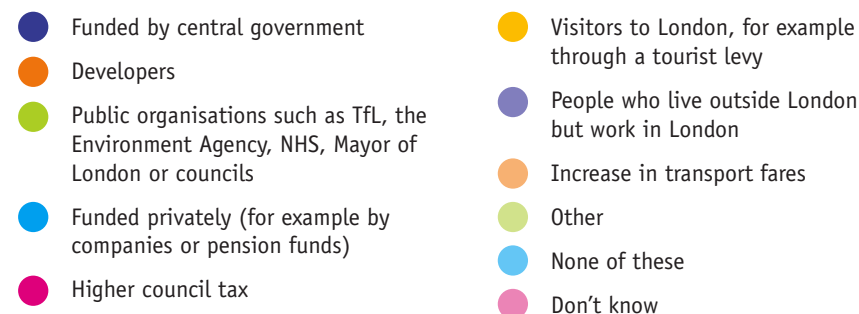 Funded by central government
Developers
Public organisations such as TfL, the
Environment Agency, NHS, Mayor of
London or councils
Funded privately (for example by
companies or pension funds)
Higher council tax
Visitors to London, for example
through a tourist levy
People who live outside London
but work in London
Increase in transport fares
Other
None of these
Don't know